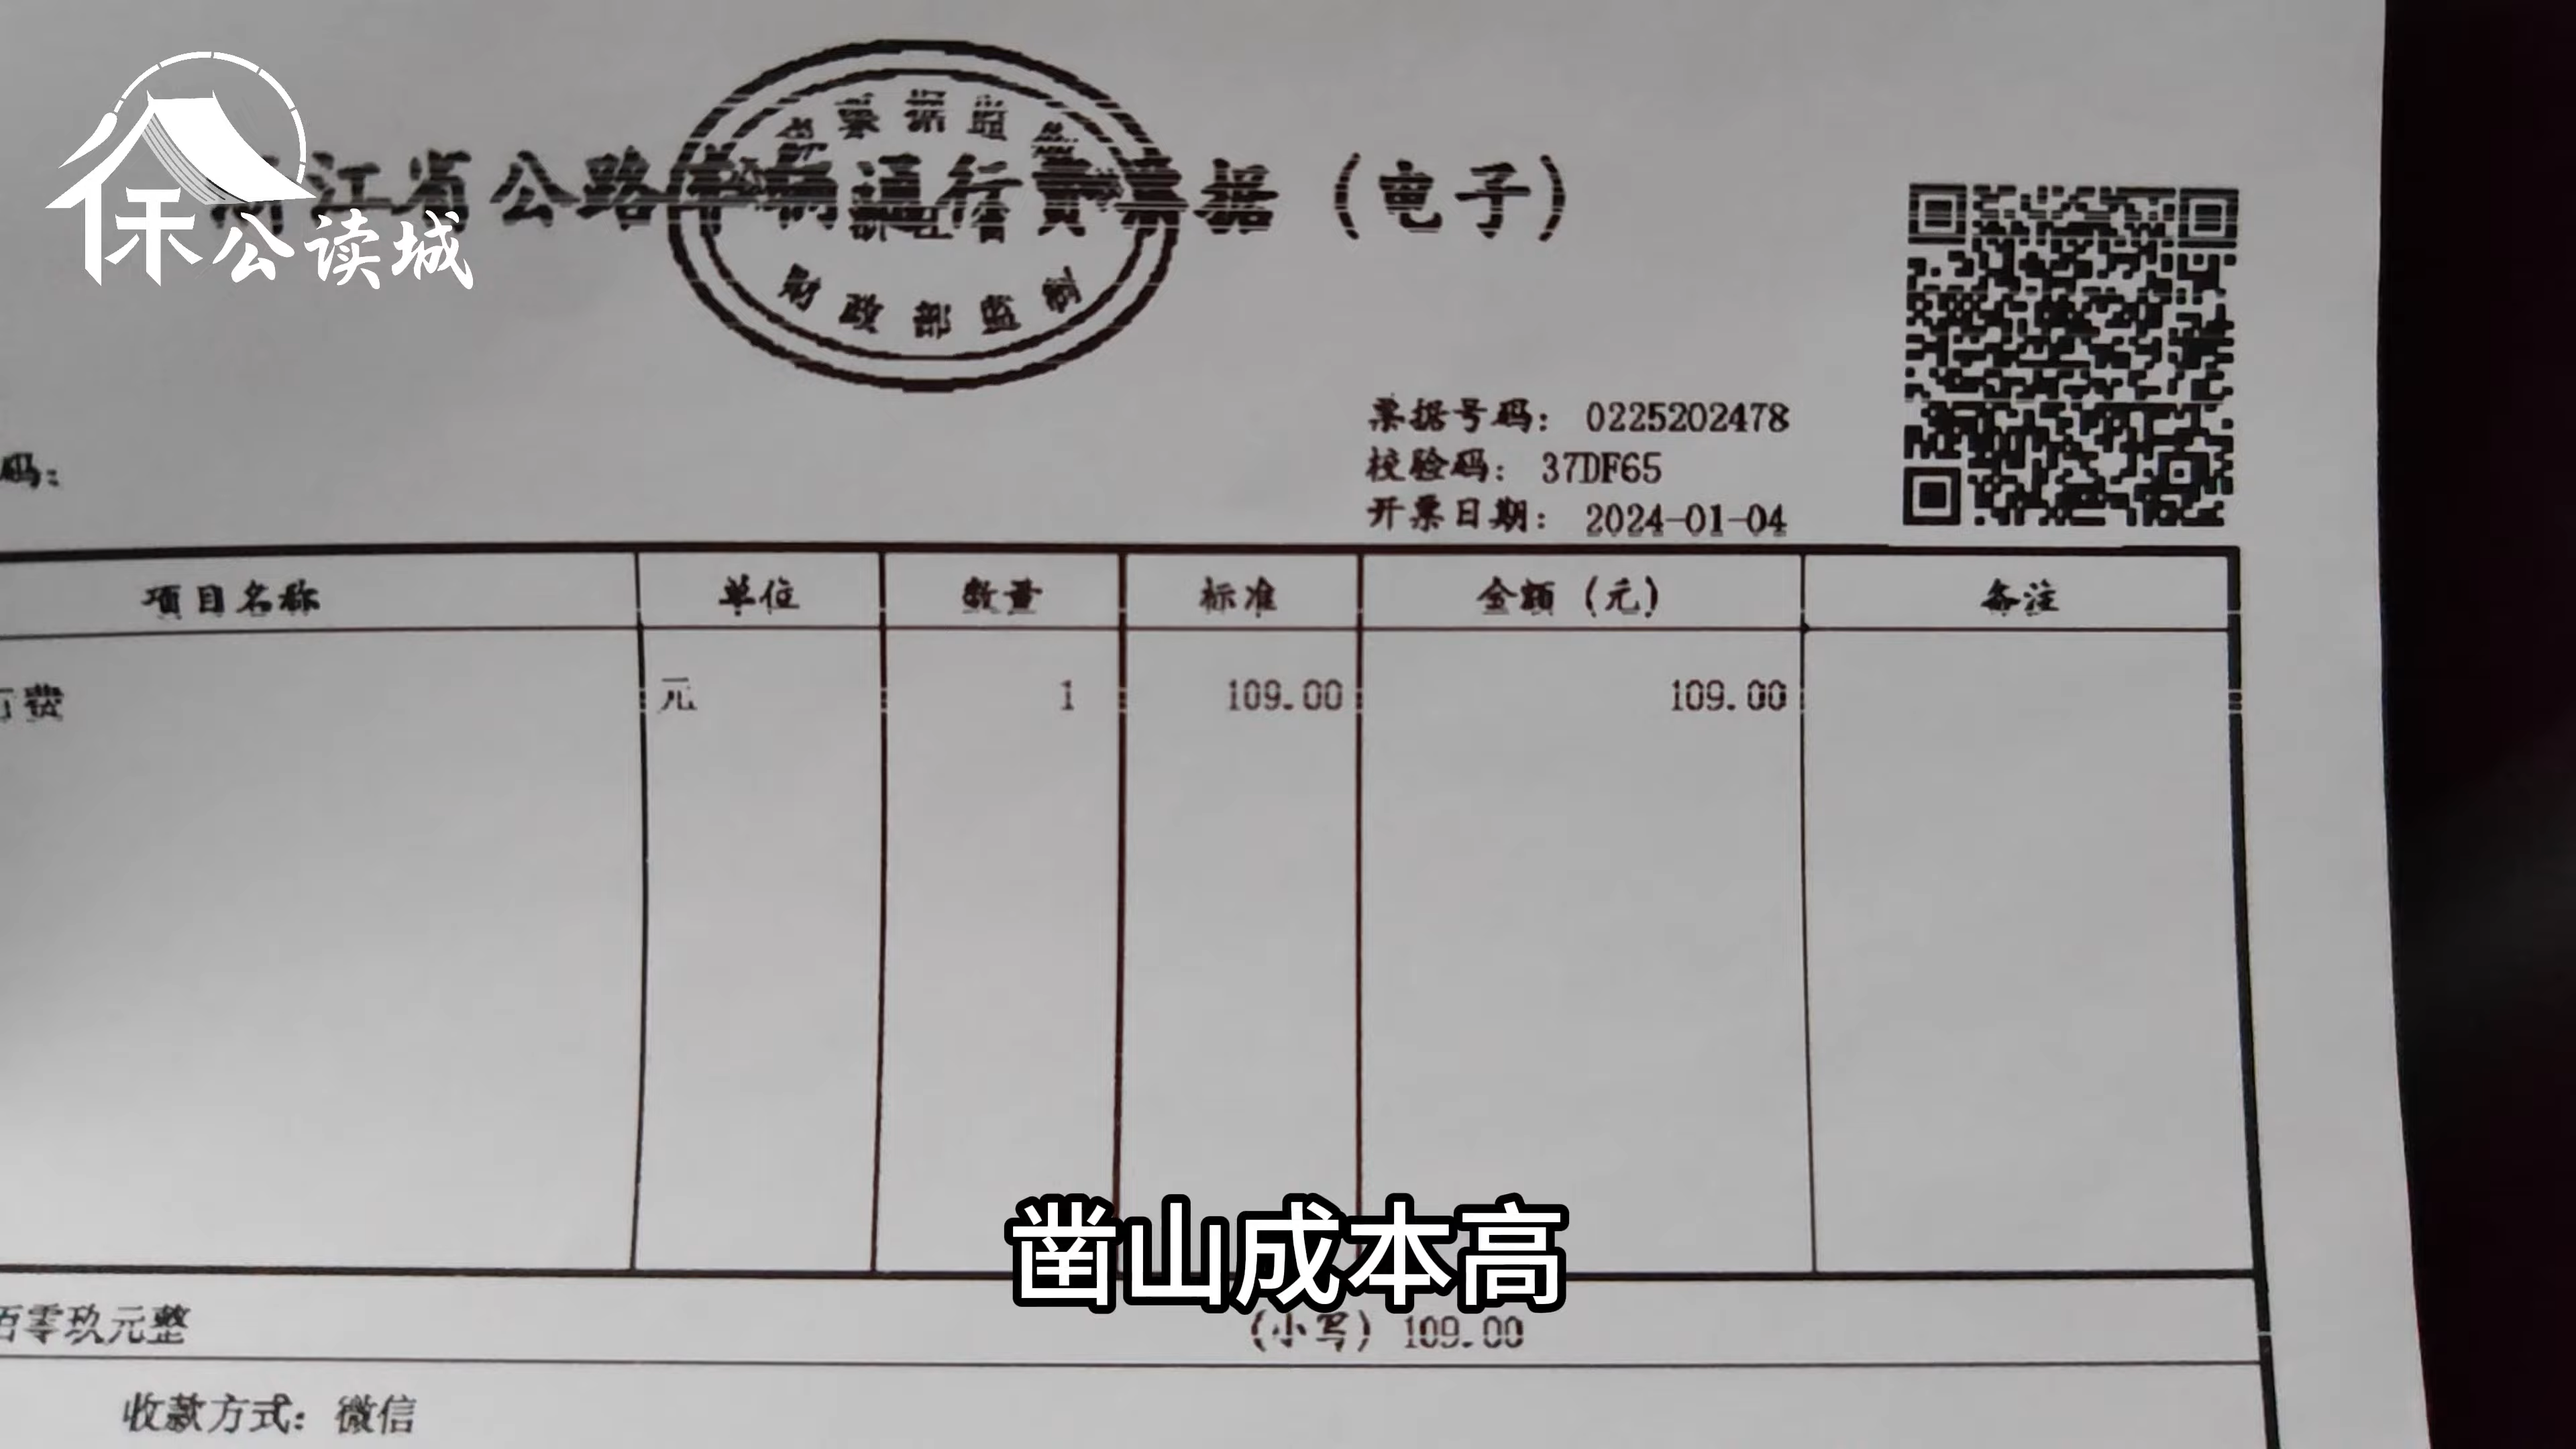 保公读城
浙江省公路车辆通行费票据（电子）
财政部监制
码：
票据号码： 0225202478
校验码： 37DF65
开票日期： 2024-01-04
项目名称 单位 数量 标准 金额（元） 备注
费 元 1 109.00 109.00
凿山成本高
佰零玖元整 （小写）109.00
收款方式：微信